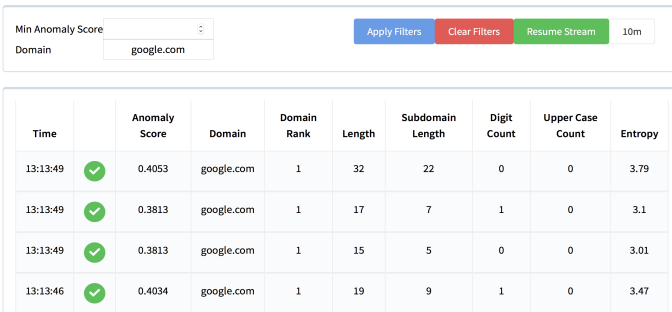 Min Anomaly Score
Domain google.com
Apply Filters Clear Filters Resume Stream 10m
Time Anomaly Score Domain Domain Rank Length Subdomain Length Digit Count Upper Case Count Entropy
13:13:49 0.4053 google.com 1 32 22 0 0 3.79
13:13:49 0.3813 google.com 1 17 7 1 0 3.1
13:13:49 0.3813 google.com 1 15 5 0 0 3.01
13:13:46 0.4034 google.com 1 19 9 1 0 3.47